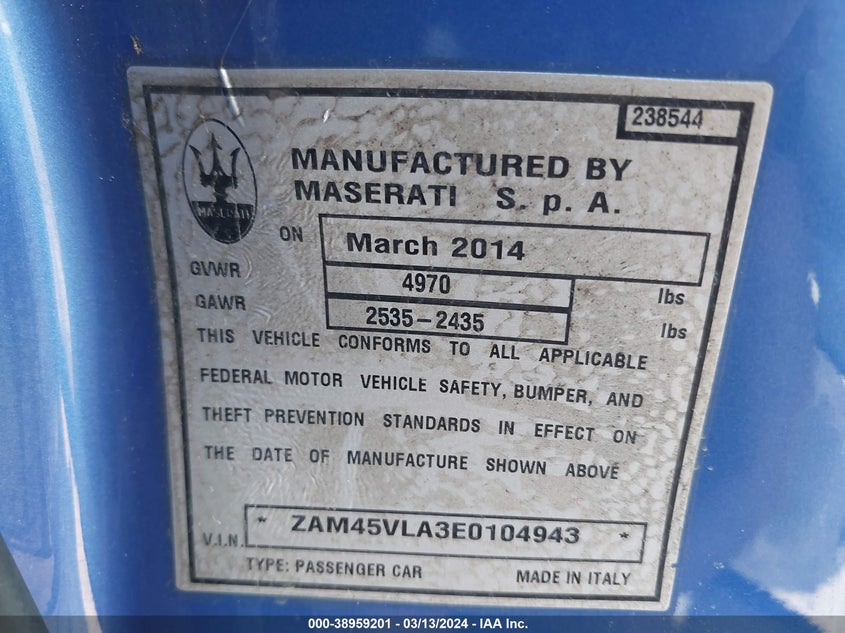 238544
MASERATI
MANUFACTURED BY
MASERATI S. p. A.
ON March 2014
GVWR 4970 lbs
GAWR 2535-2435 lbs
THIS VEHICLE CONFORMS TO ALL APPLICABLE
FEDERAL MOTOR VEHICLE SAFETY, BUMPER, AND
THEFT PREVENTION STANDARDS IN EFFECT ON
THE DATE OF MANUFACTURE SHOWN ABOVE
V.I.N. * ZAM45VLA3E0104943 *
TYPE: PASSENGER CAR MADE IN ITALY
000-38959201 - 03/13/2024 - IAA Inc.